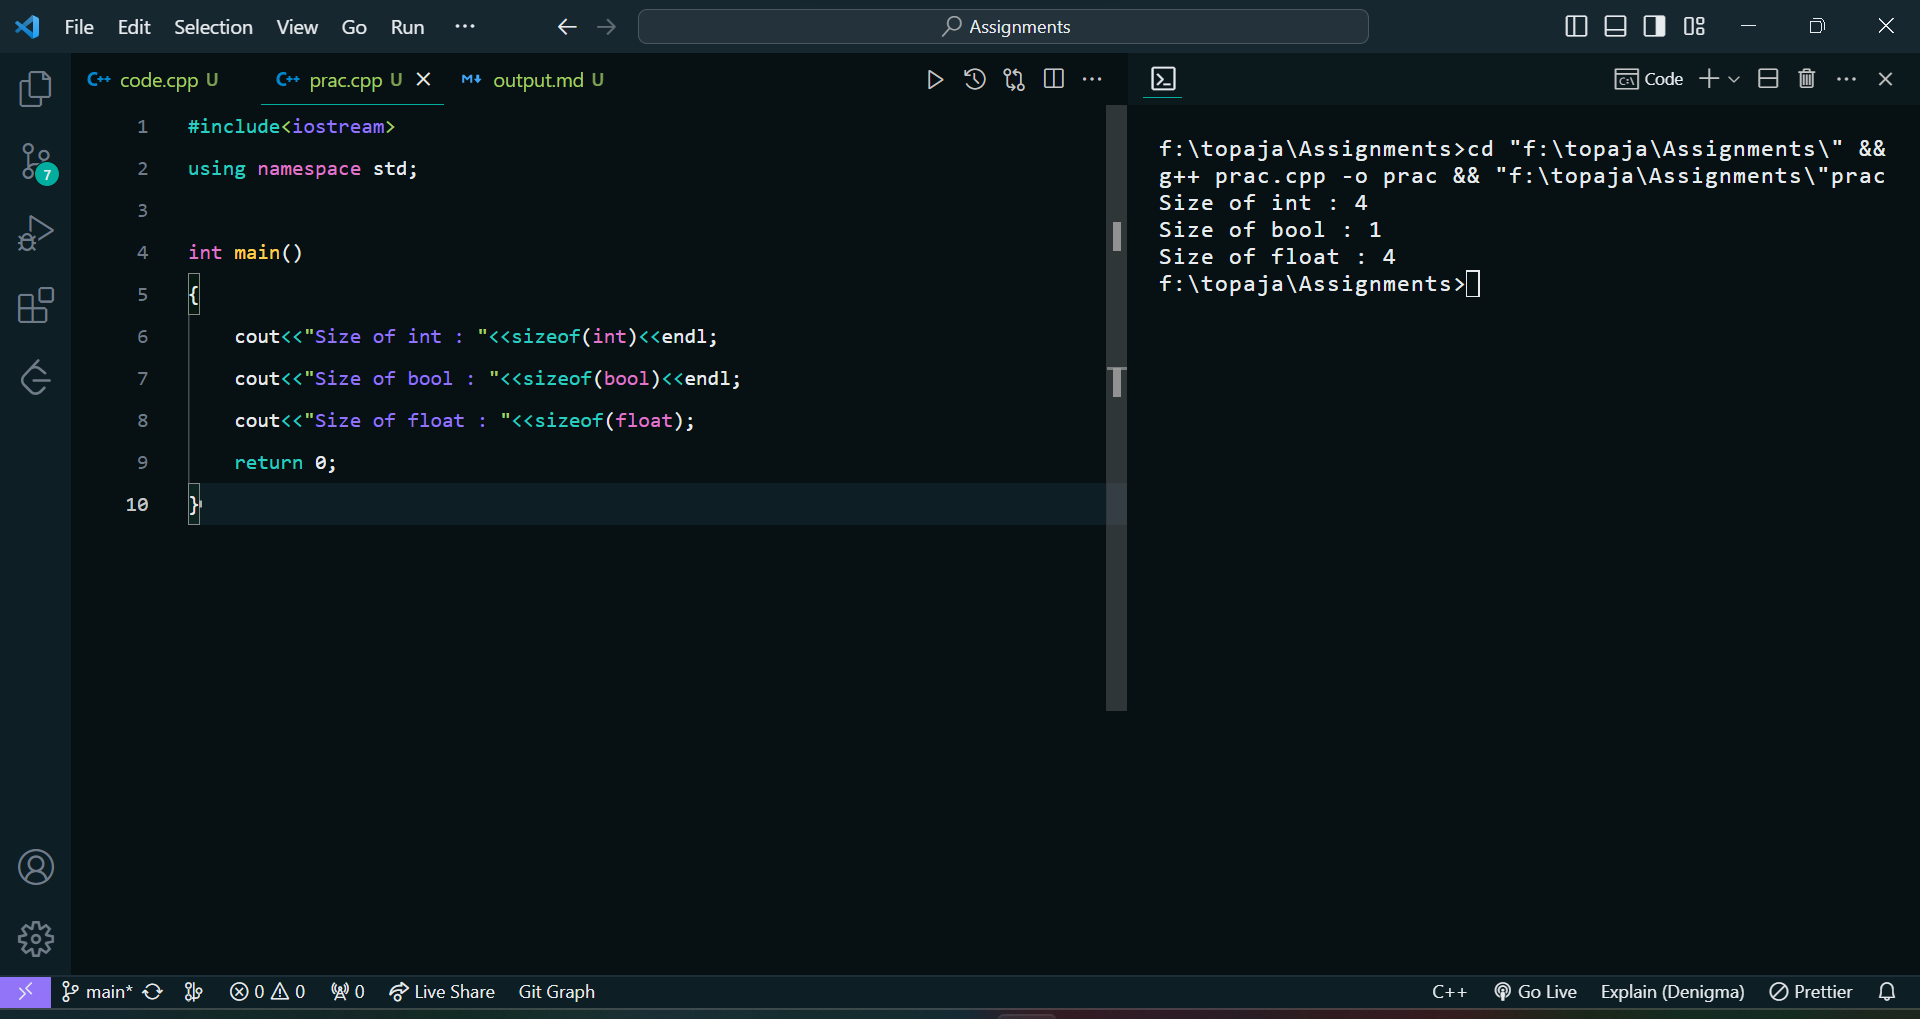 File Edit Selection View Go Run
Assignments
code.cpp U
prac.cpp U
output.md U
Code
1 #include<iostream>
2 using namespace std;
3
4 int main()
5 {
6 cout<<"Size of int : "<<sizeof(int)<<endl;
7 cout<<"Size of bool : "<<sizeof(bool)<<endl;
8 cout<<"Size of float : "<<sizeof(float);
9 return 0;
10 }
f:\topaja\Assignments>cd "f:\topaja\Assignments\" &&
g++ prac.cpp -o prac && "f:\topaja\Assignments\"prac
Size of int : 4
Size of bool : 1
Size of float : 4
f:\topaja\Assignments>
7
main* 0 0 0 Live Share Git Graph
C++ Go Live Explain (Denigma) Prettier